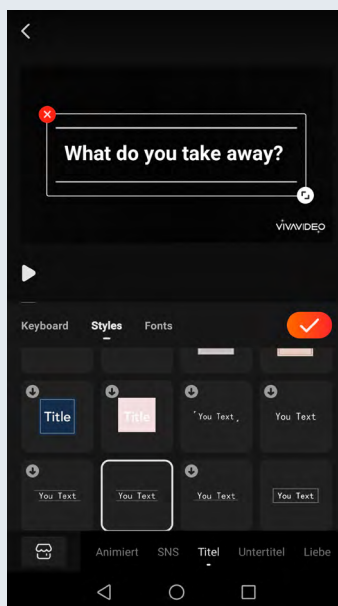 What do you take away?
VIVAVIDEO
Keyboard Styles Fonts
Title Title You Text You Text
You Text You Text You Text You Text
Animiert SNS Titel Untertitel Liebe